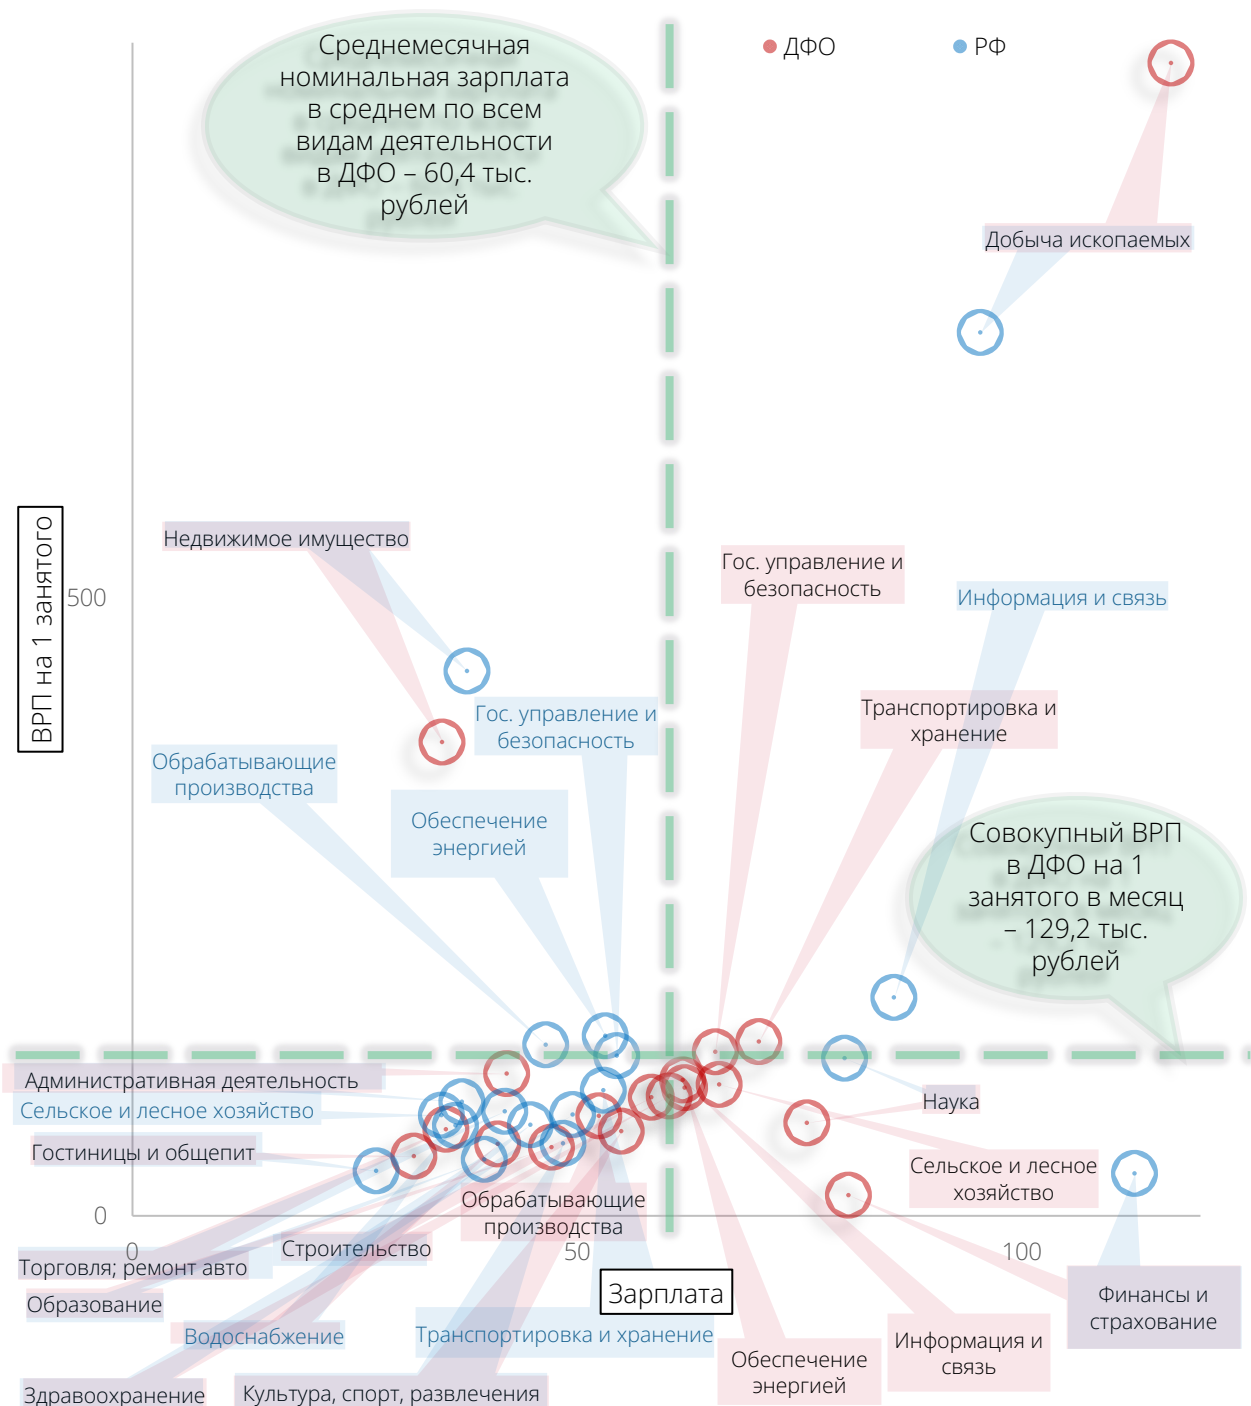 Среднемесячная
номинальная зарплата
в среднем по всем
видам деятельности
в ДФО – 60,4 тыс.
рублей
ДФО
РФ
Добыча ископаемых
Недвижимое имущество
Гос. управление и
безопасность
Информация и связь
ВРП на 1 занятого
500
Гос. управление и
безопасность
Транспортировка и
хранение
Обрабатывающие
производства
Обеспечение
энергией
Совокупный ВРП
в ДФО на 1
занятого в месяц
– 129,2 тыс.
рублей
Административная деятельность
Сельское и лесное хозяйство
Наука
Гостиницы и общепит
Сельское и лесное
хозяйство
Обрабатывающие
производства
0
0
50
100
Строительство
Торговля; ремонт авто
Зарплата
Финансы и
страхование
Образование
Водоснабжение
Транспортировка и хранение
Информация и
связь
Обеспечение
энергией
Здравоохранение
Культура, спорт, развлечения